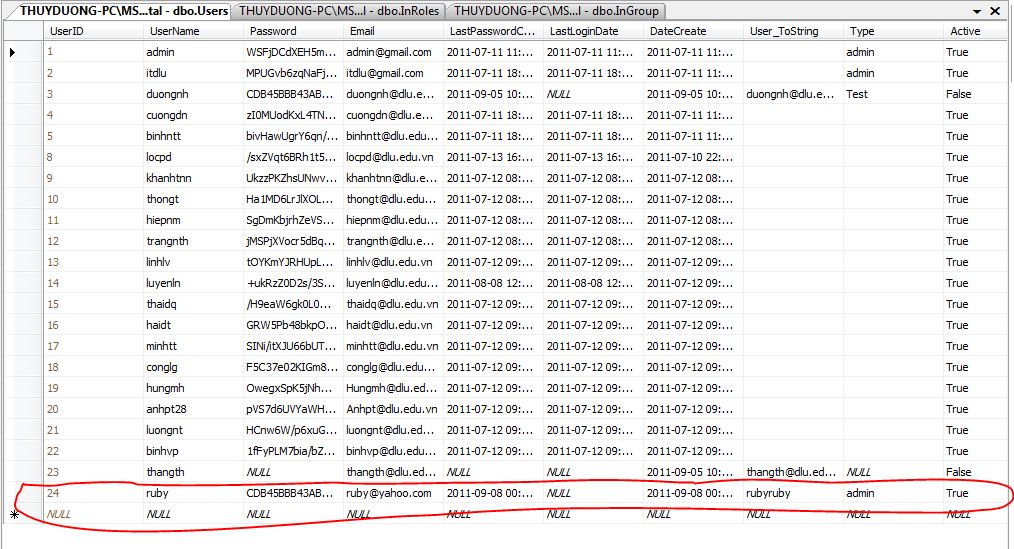 THUYDUONG-PC\MS...tal - dbo.Users THUYDUONG-PC\MS...l - dbo.InRoles THUYDUONG-PC\MS...l - dbo.InGroup
UserID UserName Password Email LastPasswordC... LastLoginDate DateCreate User_ToString Type Active
1 admin WSFjDCdXEH5m... admin@gmail.com 2011-07-11 11:... 2011-07-11 11:... 2011-07-11 11:... admin True
2 itdlu MPUGvb6zqNaFj... itdlu@gmail.com 2011-07-11 18:... 2011-07-11 18:... 2011-07-11 11:... admin True
3 duongnh CDB45BBB43AB... duongnh@dlu.e... 2011-09-05 10:... NULL 2011-09-05 10:... duongnh@dlu.e... Test False
4 cuongdn zI0MUodKxL4TN... cuongdn@dlu.e... 2011-07-11 18:... 2011-07-11 18:... 2011-07-11 11:... True
5 binhntt bivHawUgrY6qn/... binhntt@dlu.ed... 2011-07-11 18:... 2011-07-11 18:... 2011-07-11 11:... True
8 locpd /sxZVqt6BRh1t5... locpd@dlu.edu.vn 2011-07-13 16:... 2011-07-13 16:... 2011-07-10 22:... True
9 khanhtnn UkzzPKZhsUNwv... khanhtnn@dlu.e... 2011-07-12 08:... 2011-07-12 08:... 2011-07-12 08:... True
10 thongt Ha1MD6LrJlXOL... thongt@dlu.edu... 2011-07-12 08:... 2011-07-12 08:... 2011-07-12 08:... True
11 hiepnm SgDmKbjrhZeVS... hiepnm@dlu.ed... 2011-07-12 08:... 2011-07-12 08:... 2011-07-12 08:... True
12 trangnth jMSPjXVocr5dBq... trangnth@dlu.e... 2011-07-12 08:... 2011-07-12 08:... 2011-07-12 08:... True
13 linhlv tOYKmYJRHUpL... linhlv@dlu.edu.vn 2011-07-12 09:... 2011-07-12 09:... 2011-07-12 09:... True
14 luyenln +ukRzZ0D2s/3S... luyenln@dlu.ed... 2011-08-08 12:... 2011-08-08 12:... 2011-07-12 09:... True
15 thaidq /H9eaW6gk0L0... thaidq@dlu.edu.vn 2011-07-12 09:... 2011-07-12 09:... 2011-07-12 09:... True
16 haidt GRW5Pb48bkpO... haidt@dlu.edu.vn 2011-07-12 09:... 2011-07-12 09:... 2011-07-12 09:... True
17 minhtt SINi/itXJU66bUT... minhtt@dlu.edu... 2011-07-12 09:... 2011-07-12 09:... 2011-07-12 09:... True
18 conglg F5C37e02KIGm8... conglg@dlu.edu.vn 2011-07-12 09:... 2011-07-12 09:... 2011-07-12 09:... True
19 hungmh OwegxSpK5jNh... Hungmh@dlu.ed... 2011-07-12 09:... 2011-07-12 09:... 2011-07-12 09:... True
20 anhpt28 pVS7d6UVYaWH... Anhpt@dlu.edu.vn 2011-07-12 09:... 2011-07-12 09:... 2011-07-12 09:... True
21 luongnt HCnw6W/p6xuG... luongnt@dlu.ed... 2011-07-12 09:... 2011-07-12 09:... 2011-07-12 09:... True
22 binhvp 1fFyPLM7bia/bZ... binhvp@dlu.edu... 2011-07-12 09:... 2011-07-12 09:... 2011-07-12 09:... True
23 thangth NULL thangth@dlu.ed... NULL NULL 2011-09-05 10:... thangth@dlu.ed... NULL False
24 ruby CDB45BBB43AB... ruby@yahoo.com 2011-09-08 00:... NULL 2011-09-08 00:... rubyruby admin True
NULL NULL NULL NULL NULL NULL NULL NULL NULL NULL